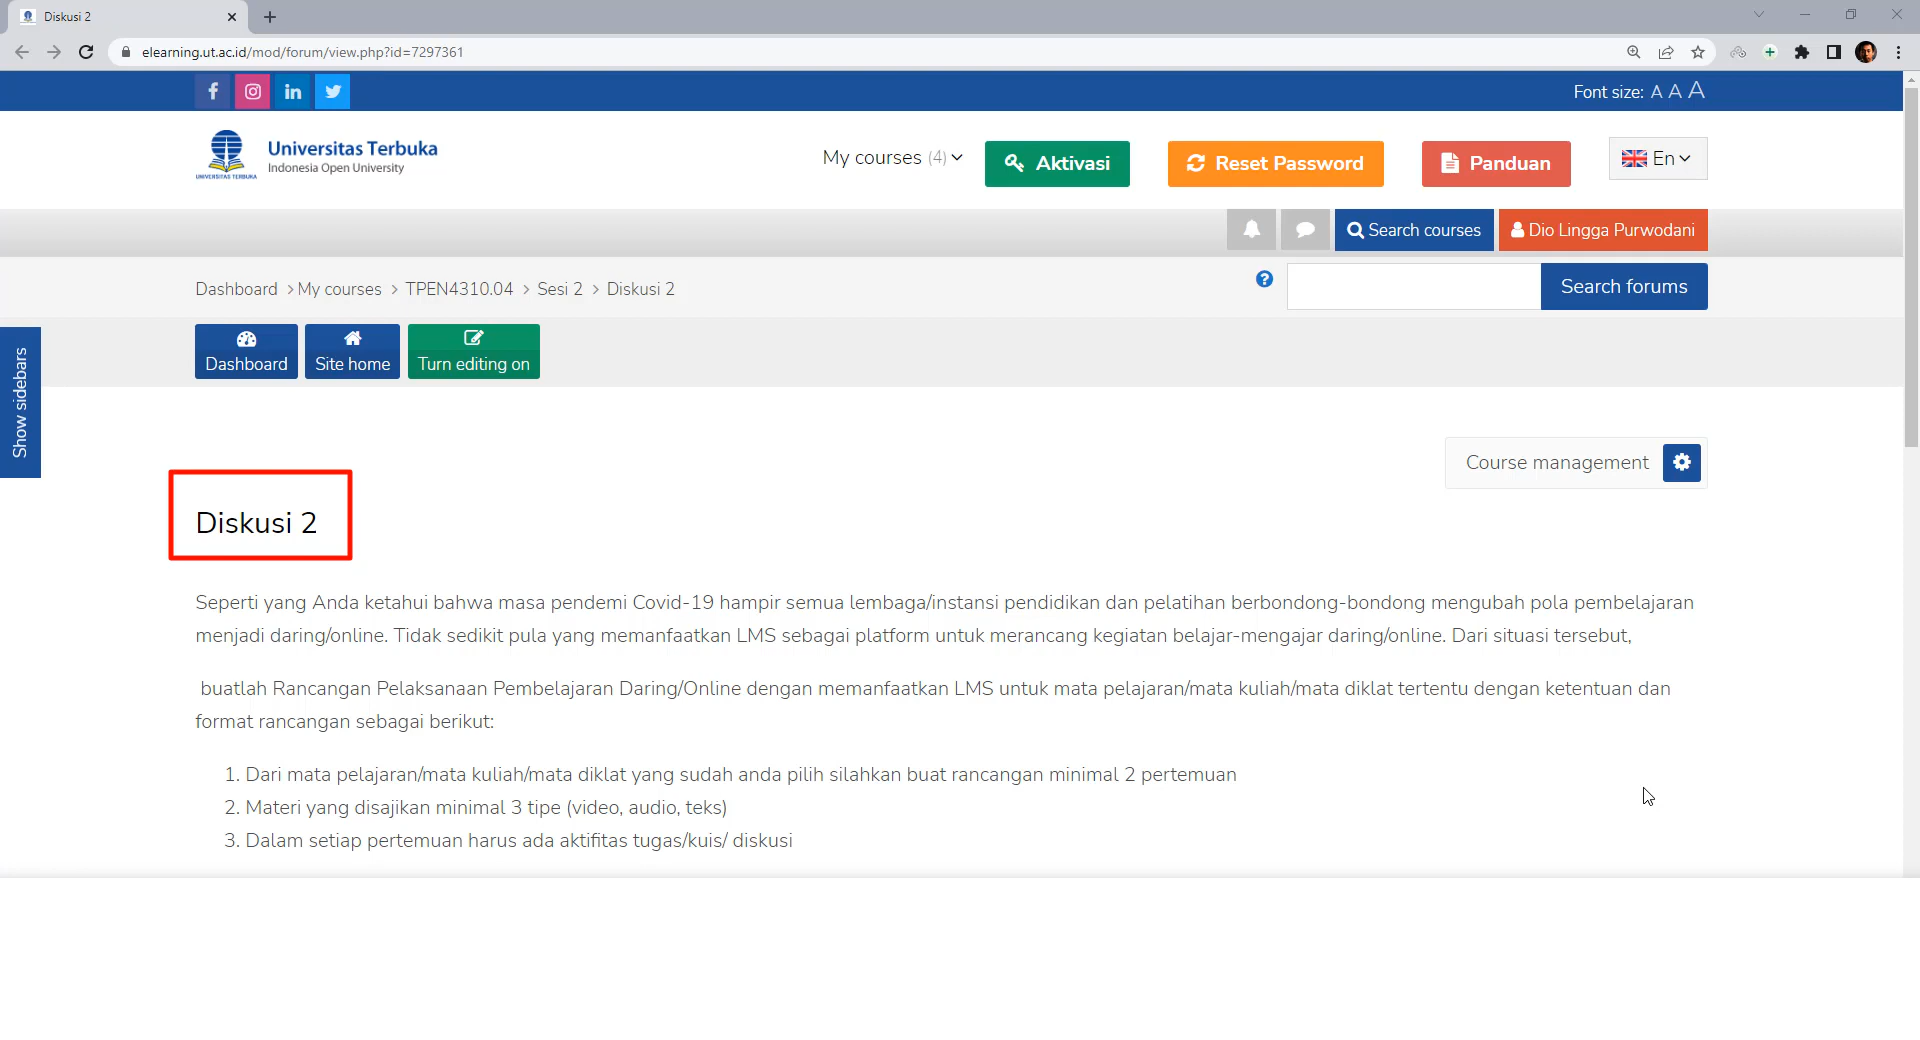 Diskusi 2
elearning.ut.ac.id/mod/forum/view.php?id=7297361
Font size: A A A
Universitas Terbuka
Indonesia Open University
UNIVERSITAS TERBUKA
My courses (4)
Aktivasi
Reset Password
Panduan
En
Search courses
Dio Lingga Purwodani
Dashboard > My courses > TPEN4310.04 > Sesi 2 > Diskusi 2
Search forums
Dashboard
Site home
Turn editing on
Show sidebars
Course management
Diskusi 2
Seperti yang Anda ketahui bahwa masa pendemi Covid-19 hampir semua lembaga/instansi pendidikan dan pelatihan berbondong-bondong mengubah pola pembelajaran
menjadi daring/online. Tidak sedikit pula yang memanfaatkan LMS sebagai platform untuk merancang kegiatan belajar-mengajar daring/online. Dari situasi tersebut,
buatlah Rancangan Pelaksanaan Pembelajaran Daring/Online dengan memanfaatkan LMS untuk mata pelajaran/mata kuliah/mata diklat tertentu dengan ketentuan dan
format rancangan sebagai berikut:
1. Dari mata pelajaran/mata kuliah/mata diklat yang sudah anda pilih silahkan buat rancangan minimal 2 pertemuan
2. Materi yang disajikan minimal 3 tipe (video, audio, teks)
3. Dalam setiap pertemuan harus ada aktifitas tugas/kuis/ diskusi